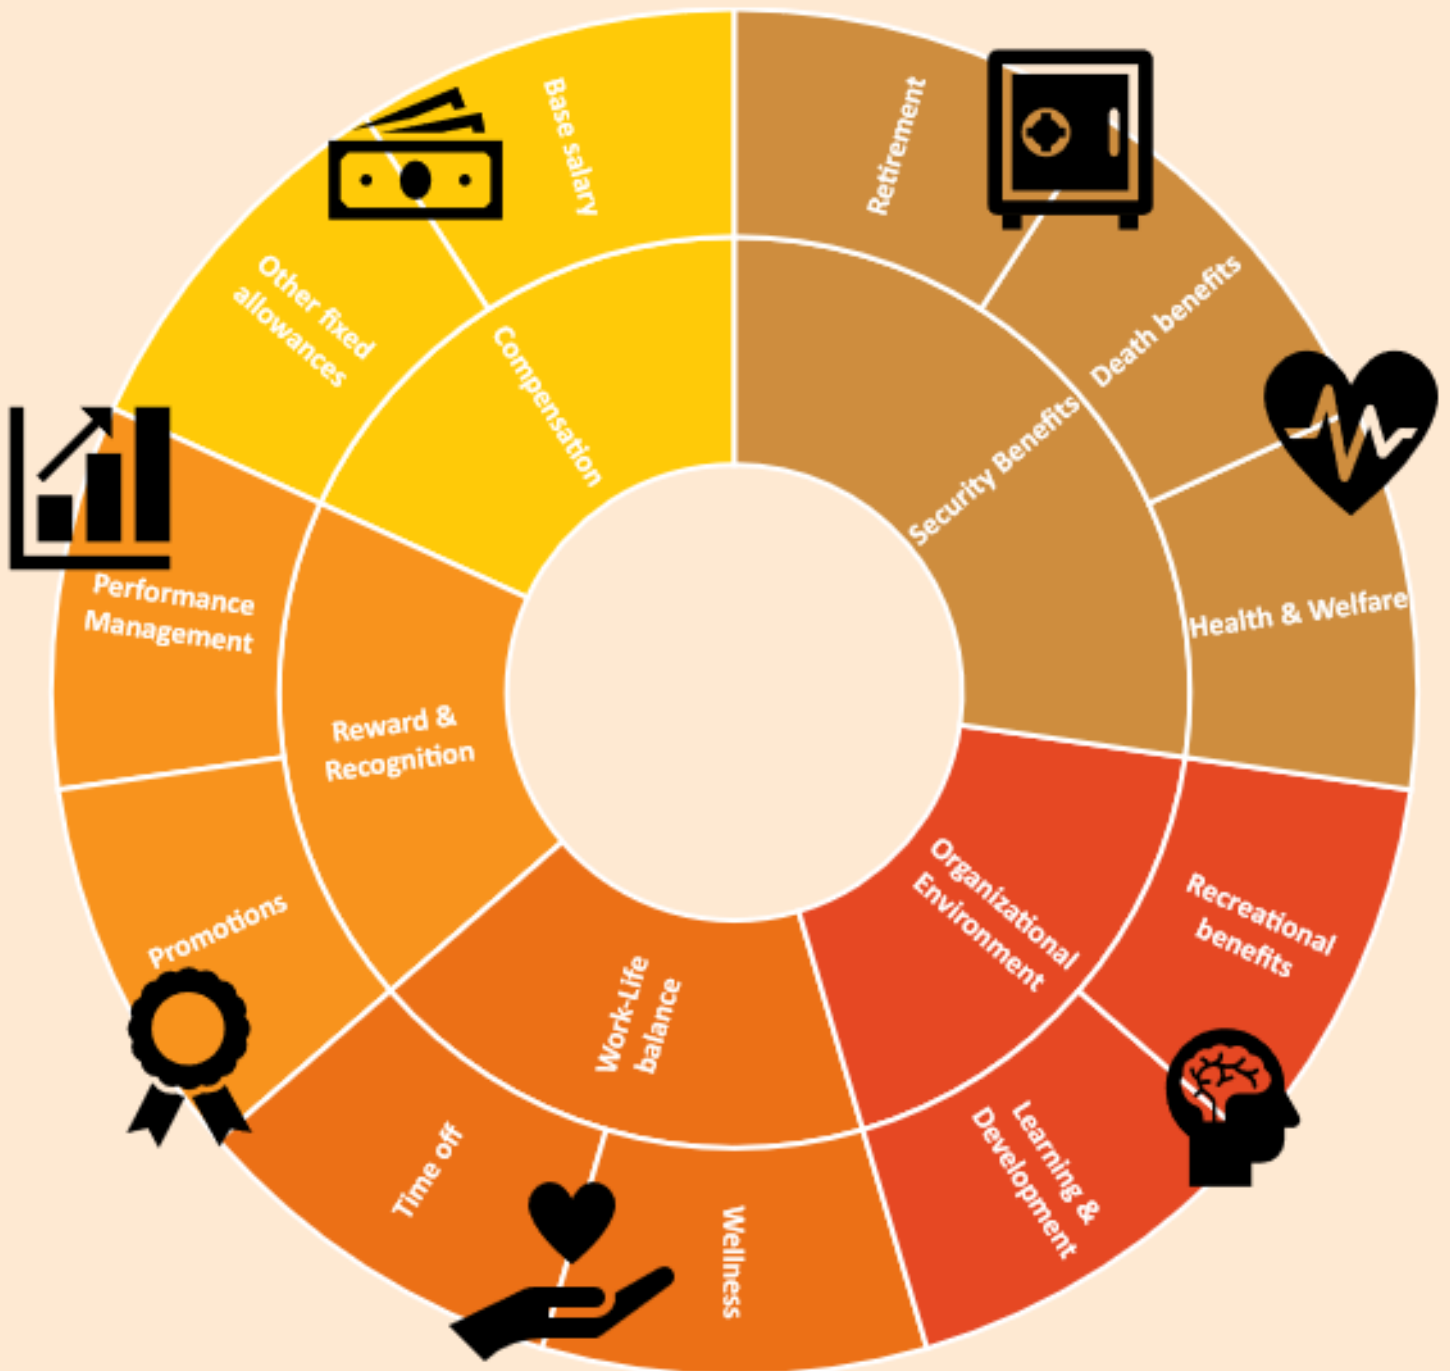 Base salary
Other fixed
allowances
Compensation
Retirement
Death benefits
Health & Welfare
Security Benefits
Recreational
benefits
Learning &
Development
Organizational
Environment
Wellness
Time off
Work-Life
balance
Promotions
Performance
Management
Reward &
Recognition